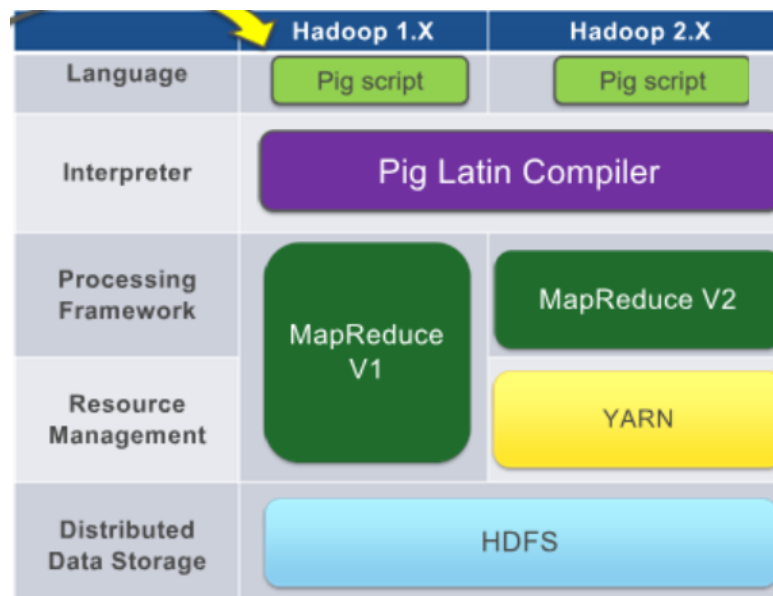 Hadoop 1.X
Hadoop 2.X
Language
Pig script
Pig script
Interpreter
Pig Latin Compiler
Processing
Framework
MapReduce
V1
MapReduce V2
Resource
Management
YARN
Distributed
Data Storage
HDFS